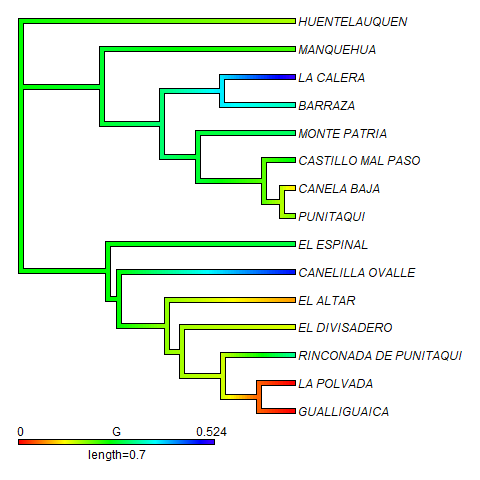 HUENTELAUQUEN
MANQUEHUA
LA CALERA
BARRAZA
MONTE PATRIA
CASTILLO MAL PASO
CANELA BAJA
PUNITAQUI
EL ESPINAL
CANELILLA OVALLE
EL ALTAR
EL DIVISADERO
RINCONADA DE PUNITAQUI
LA POLVADA
GUALLIGUAICA
0 G 0.524
length=0.7